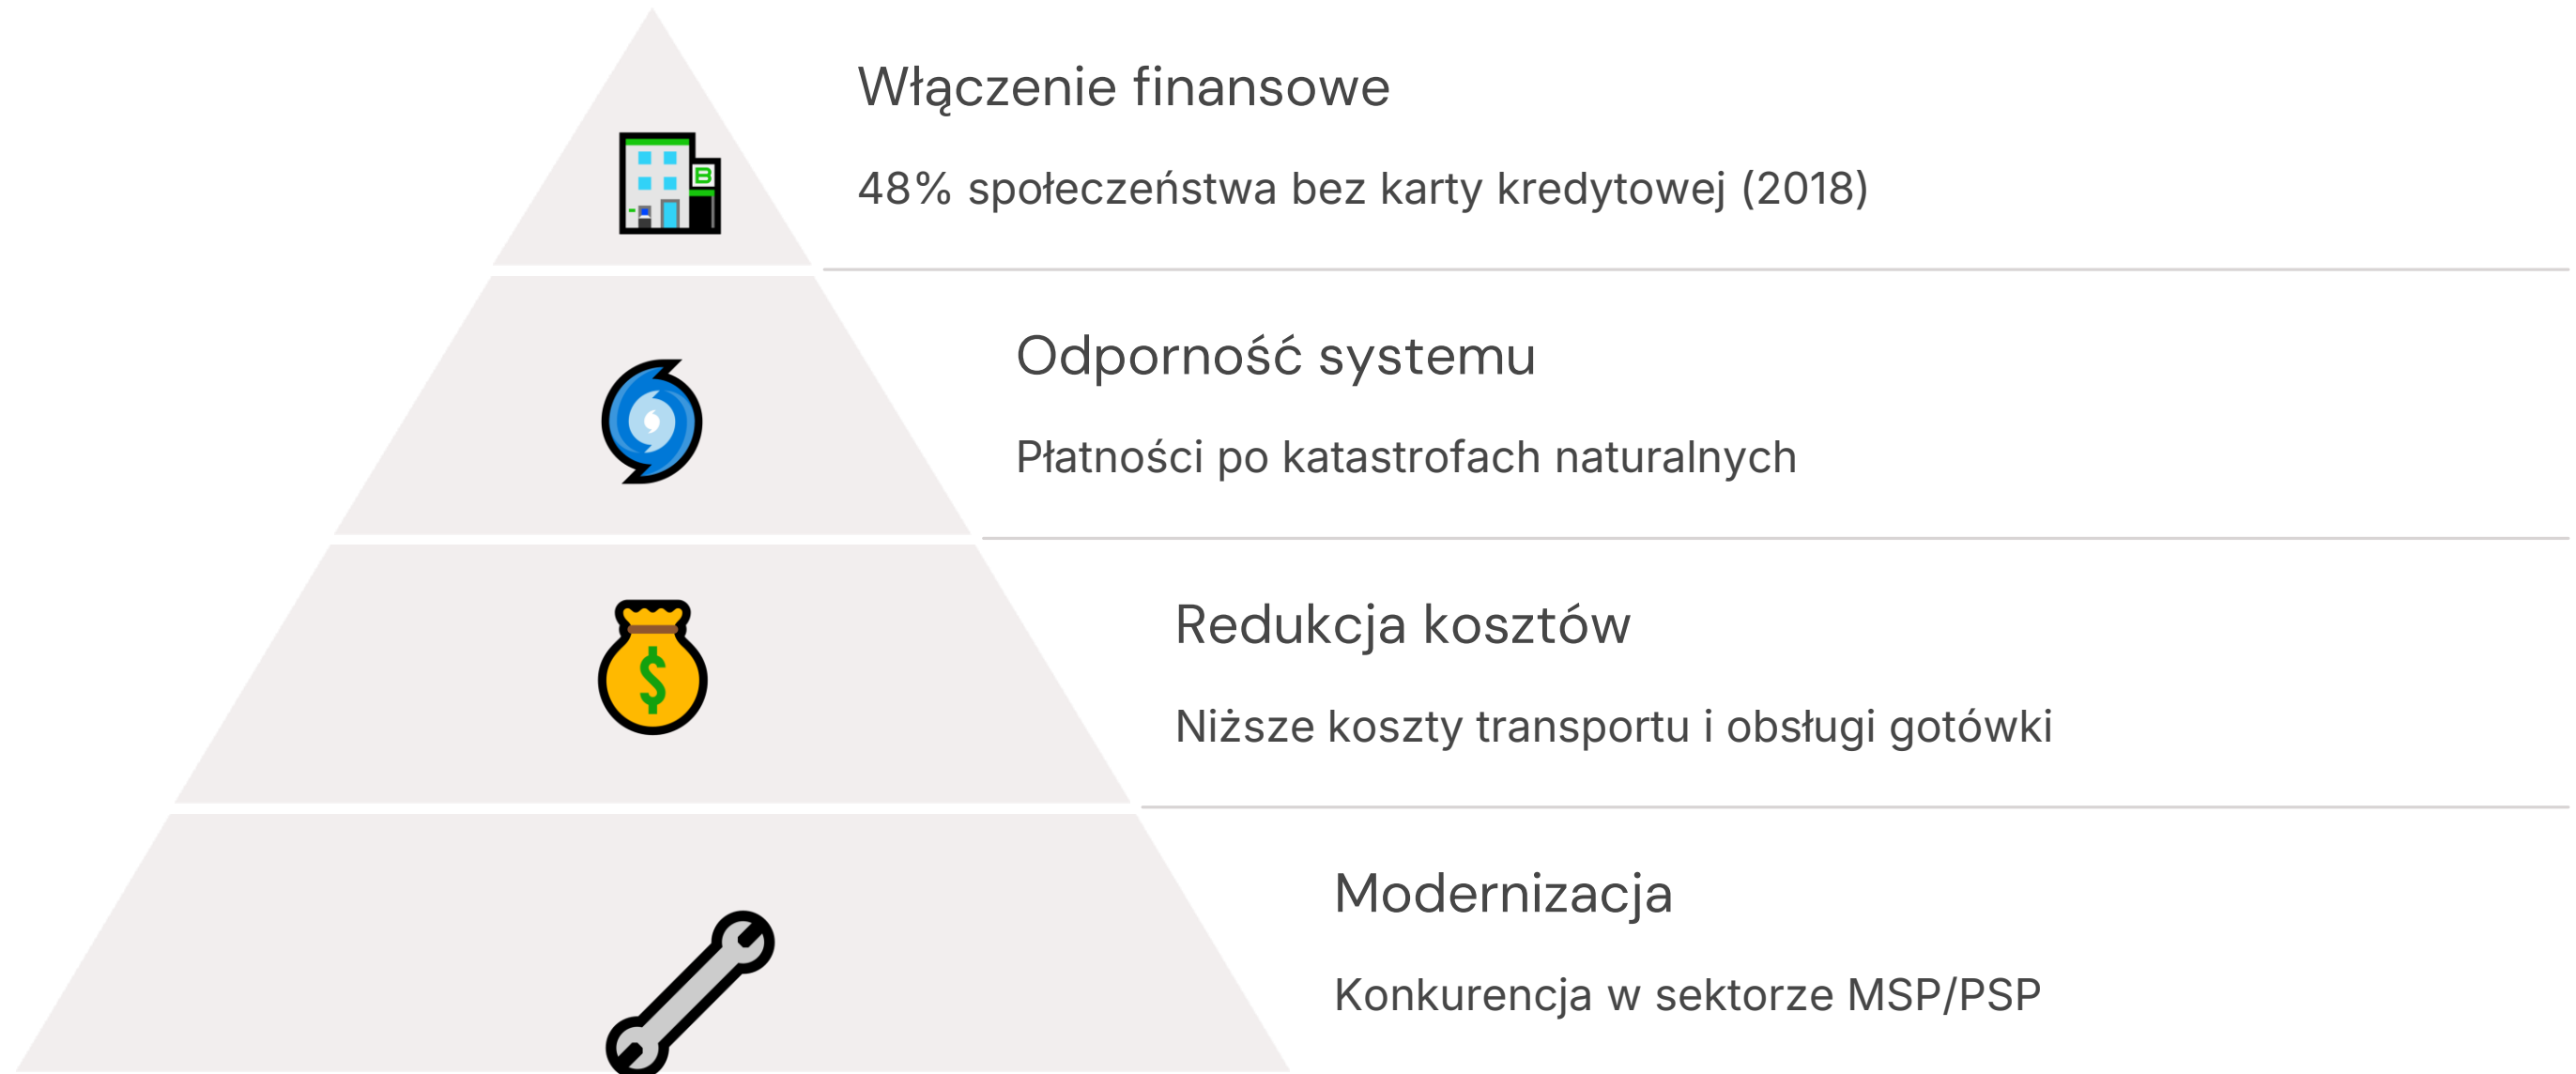 Włączenie finansowe
48% społeczeństwa bez karty kredytowej (2018)
Odporność systemu
Płatności po katastrofach naturalnych
Redukcja kosztów
Niższe koszty transportu i obsługi gotówki
Modernizacja
Konkurencja w sektorze MSP/PSP